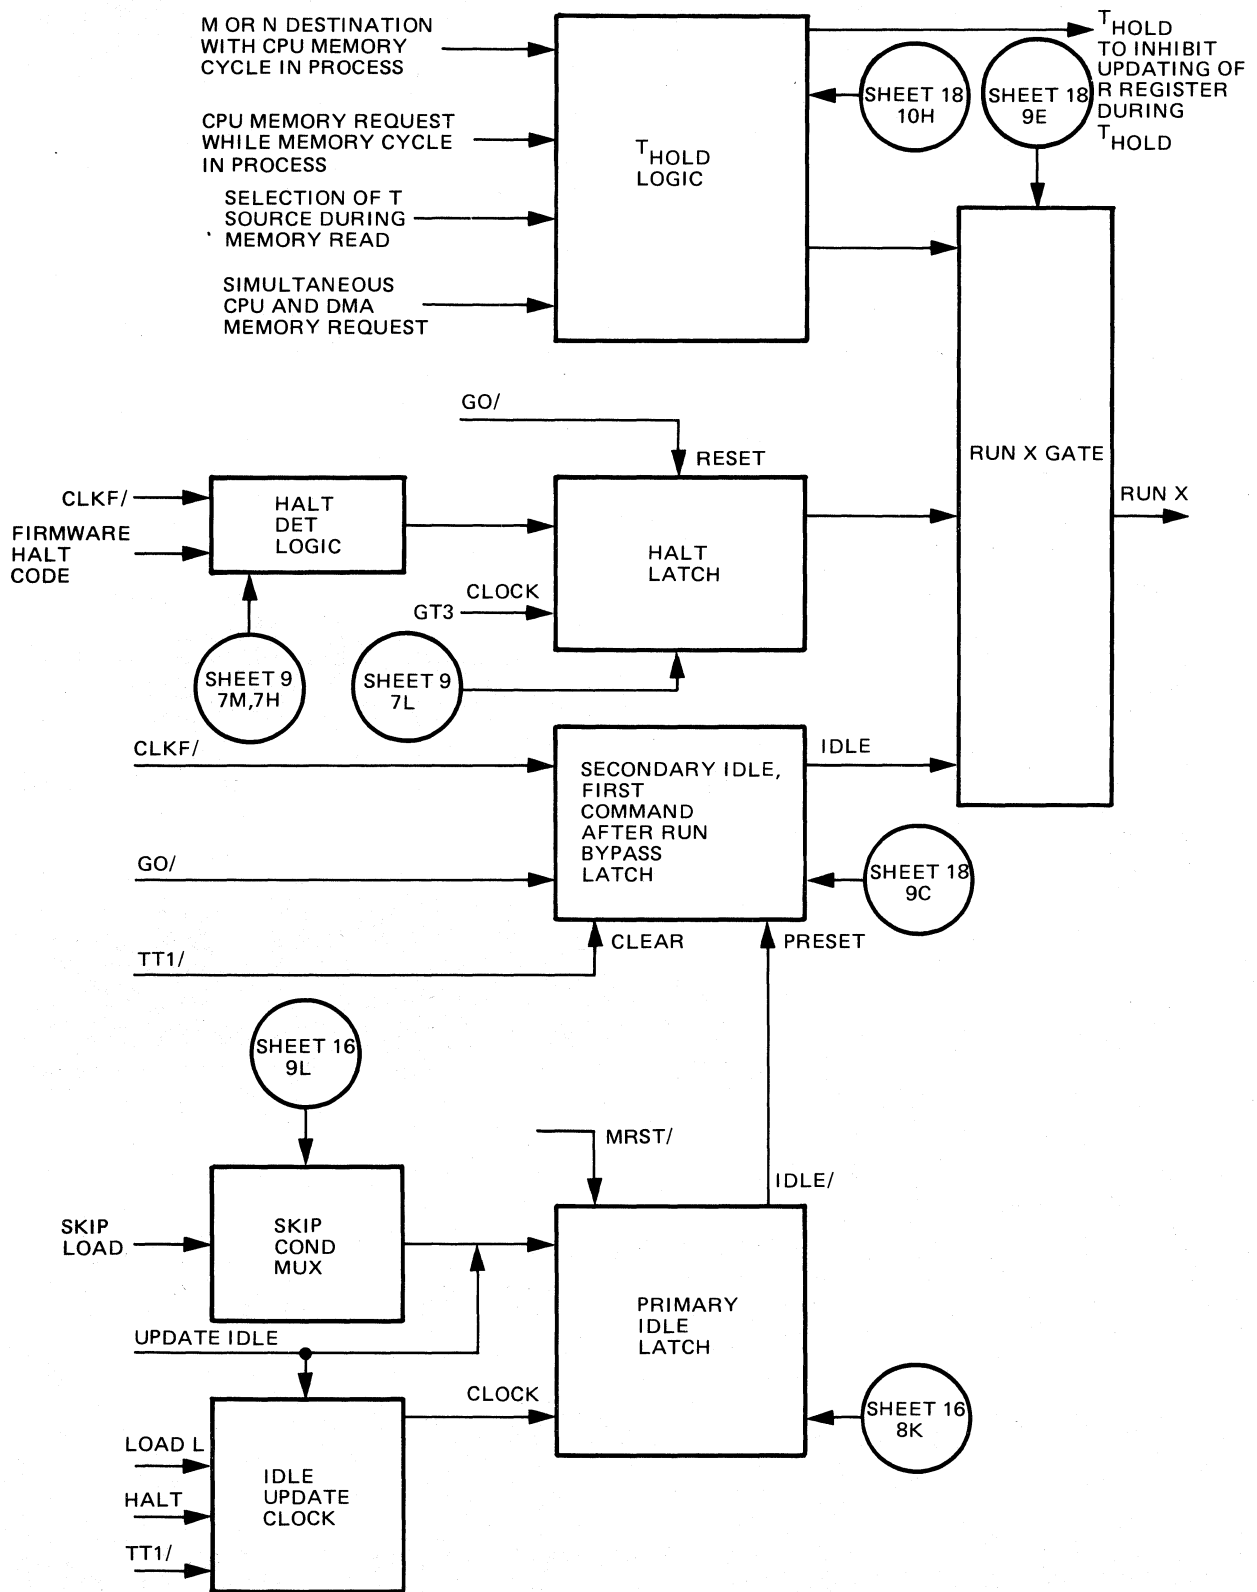 M OR N DESTINATION
WITH CPU MEMORY
CYCLE IN PROCESS
CPU MEMORY REQUEST
WHILE MEMORY CYCLE
IN PROCESS
SELECTION OF T
SOURCE DURING
MEMORY READ
SIMULTANEOUS
CPU AND DMA
MEMORY REQUEST
THOLD
LOGIC
SHEET 18
10H
SHEET 18
9E
THOLD
TO INHIBIT
UPDATING OF
R REGISTER
DURING
THOLD
RUN X GATE
RUN X
GO/
RESET
CLKF/
FIRMWARE
HALT
CODE
HALT
DET
LOGIC
HALT
LATCH
CLOCK
GT3
SHEET 9
7M,7H
SHEET 9
7L
CLKF/
GO/
TT1/
SECONDARY IDLE,
FIRST
COMMAND
AFTER RUN
BYPASS
LATCH
IDLE
SHEET 18
9C
CLEAR
PRESET
SHEET 16
9L
MRST/
IDLE/
SKIP
LOAD
SKIP
COND
MUX
UPDATE IDLE
PRIMARY
IDLE
LATCH
CLOCK
SHEET 16
8K
LOAD L
HALT
TT1/
IDLE
UPDATE
CLOCK